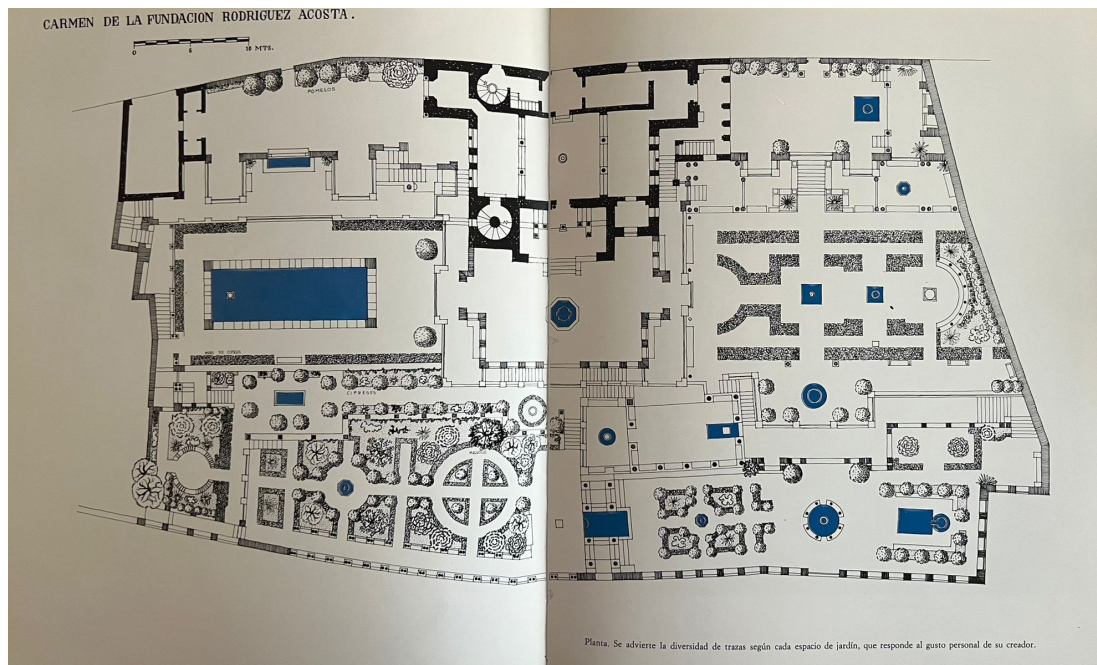 CARMEN DE LA FUNDACION RODRIGUEZ ACOSTA.
0 5 10 MTS.
POMELOS
CIPRESES
Planta. Se advierte la diversidad de trazas según cada espacio de jardín, que responde al gusto personal de su creador.